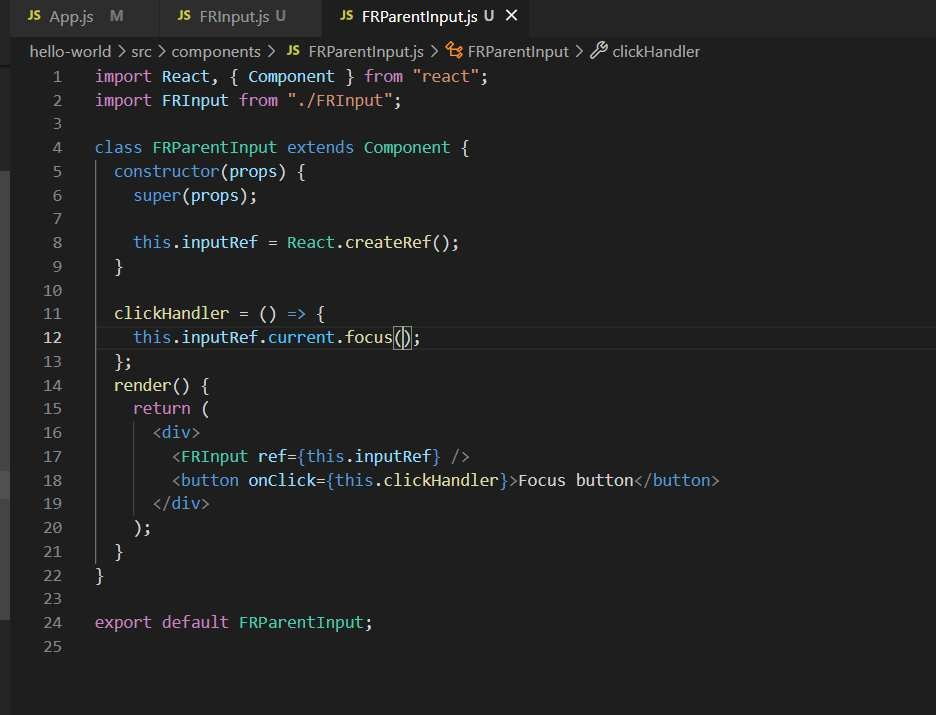 JS App.js M JS FRInput.js U JS FRParentInput.js U ×
hello-world > src > components > JS FRParentInput.js > FRParentInput > clickHandler
1 import React, { Component } from "react";
2 import FRInput from "./FRInput";
3
4 class FRParentInput extends Component {
5   constructor(props) {
6     super(props);
7
8     this.inputRef = React.createRef();
9   }
10
11   clickHandler = () => {
12     this.inputRef.current.focus();
13   };
14   render() {
15     return (
16       <div>
17         <FRInput ref={this.inputRef} />
18         <button onClick={this.clickHandler}>Focus button</button>
19       </div>
20     );
21   }
22 }
23
24 export default FRParentInput;
25